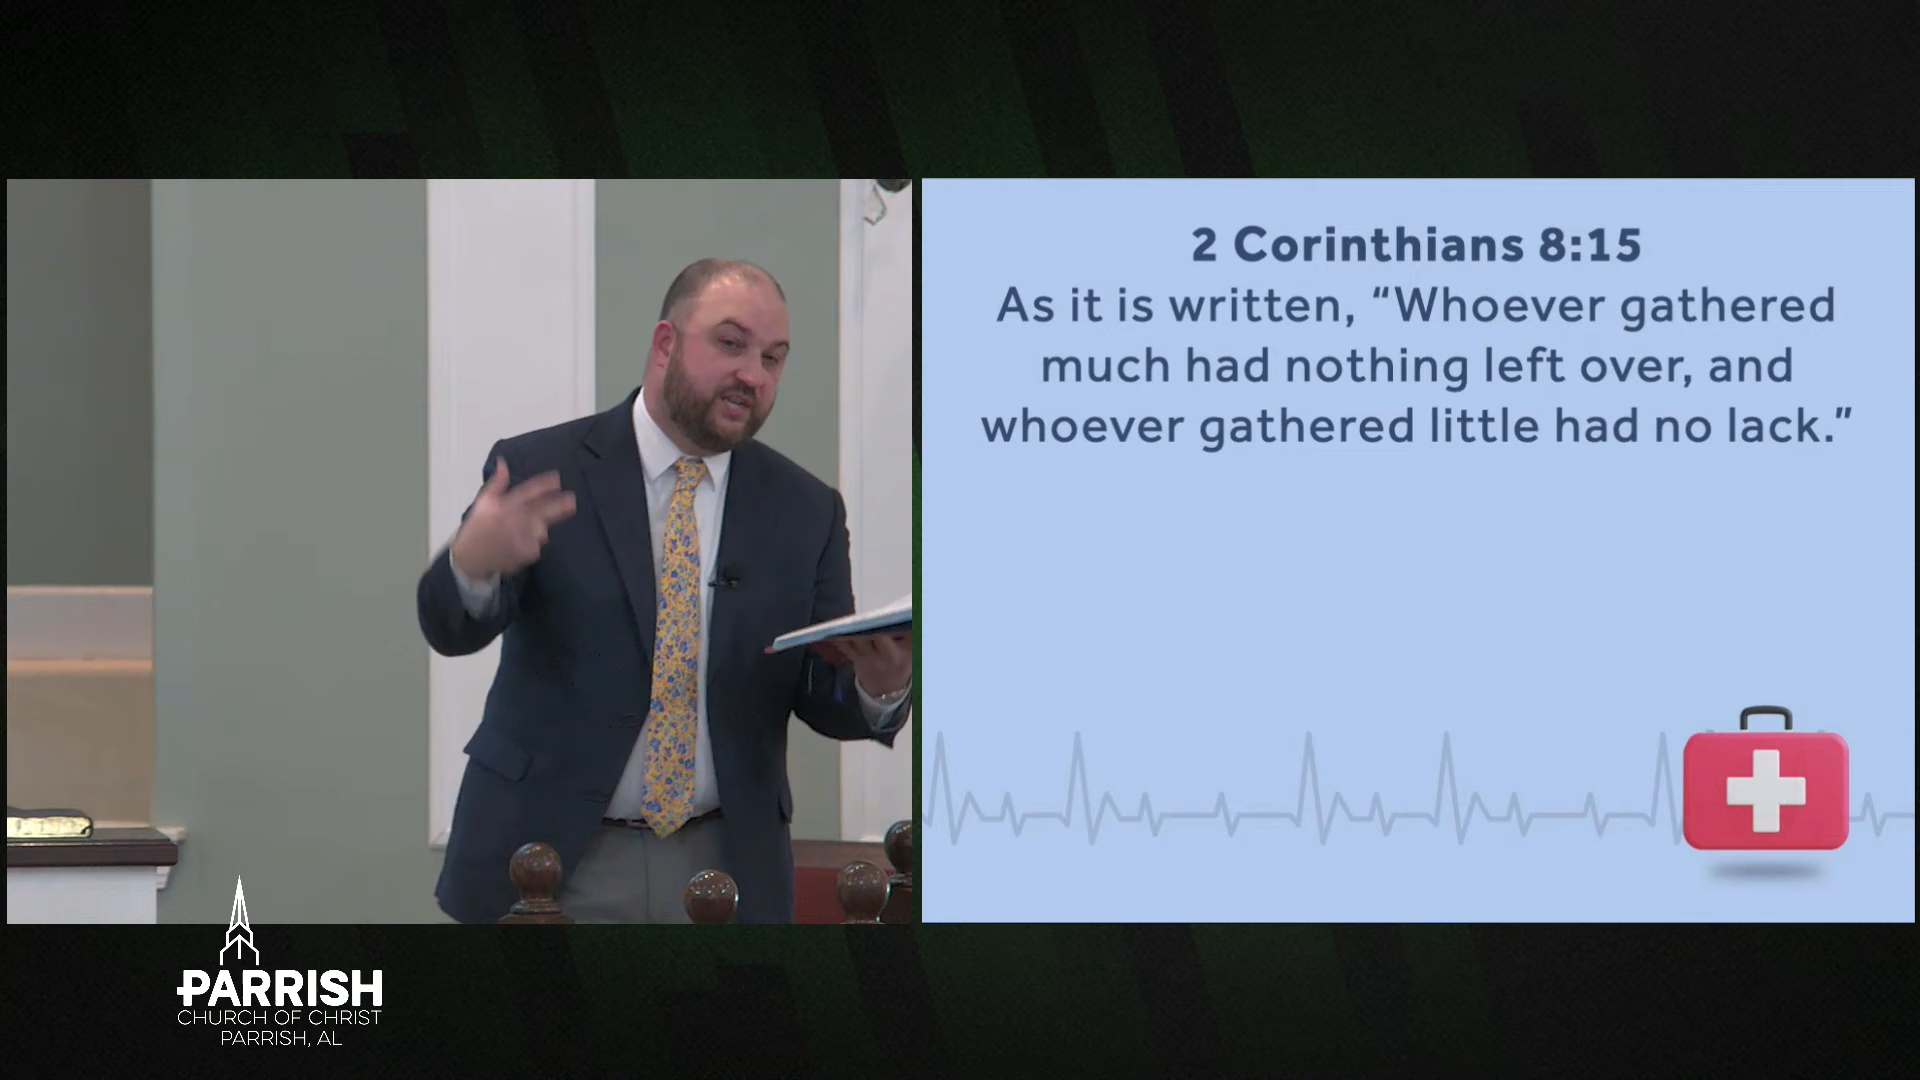 2 Corinthians 8:15
As it is written, “Whoever gathered
much had nothing left over, and
whoever gathered little had no lack.”
PARRISH
CHURCH OF CHRIST
PARRISH, AL